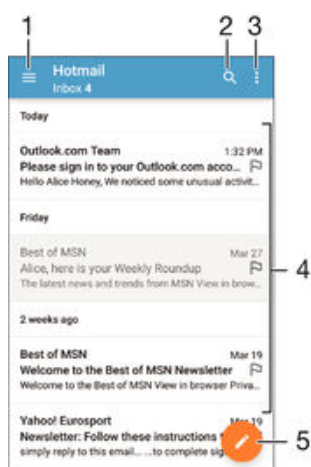 1 2 3
Hotmail
Inbox 4
Today
Outlook.com Team 1:32 PM
Please sign in to your Outlook.com acco...
Hello Alice Honey, We noticed some unusual activit...
Friday
Best of MSN Mar 27
Alice, here is your Weekly Roundup
The latest news and trends from MSN View in brow...
4
2 weeks ago
Best of MSN Mar 19
Welcome to the Best of MSN Newsletter
Welcome to the Best of MSN View in browser Priva...
Yahoo! Eurosport Mar 19
Newsletter: Follow these instructions
5
simply reply to this email... ...to complete